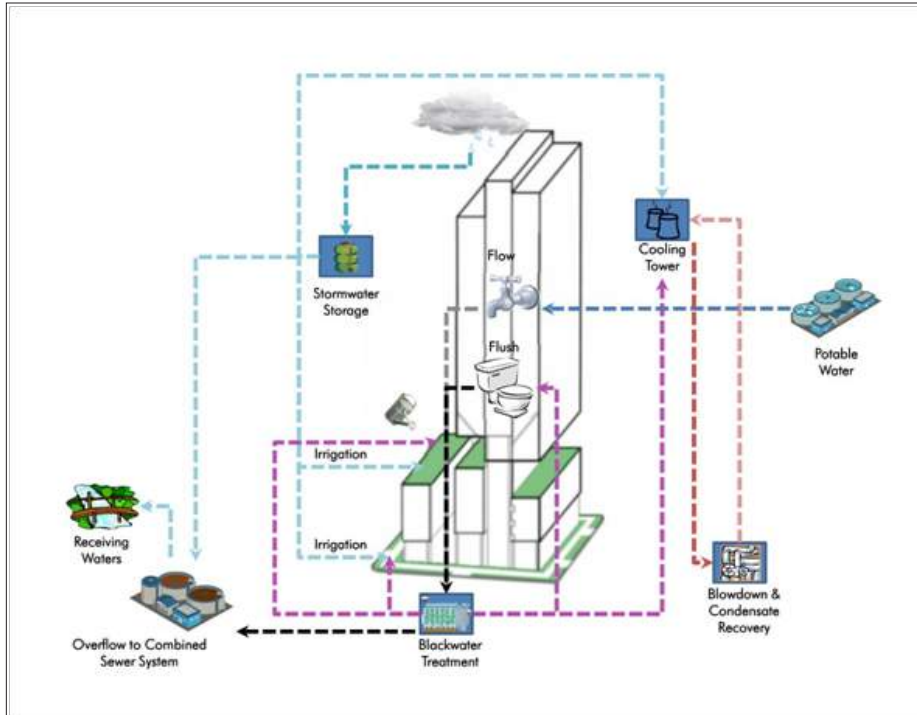 Flow
Cooling
Tower
Stormwater
Storage
Flush
Potable
Water
Irrigation
Receiving
Waters
Irrigation
Blowdown &
Condensate
Recovery
Overflow to Combined
Sewer System
Blackwater
Treatment